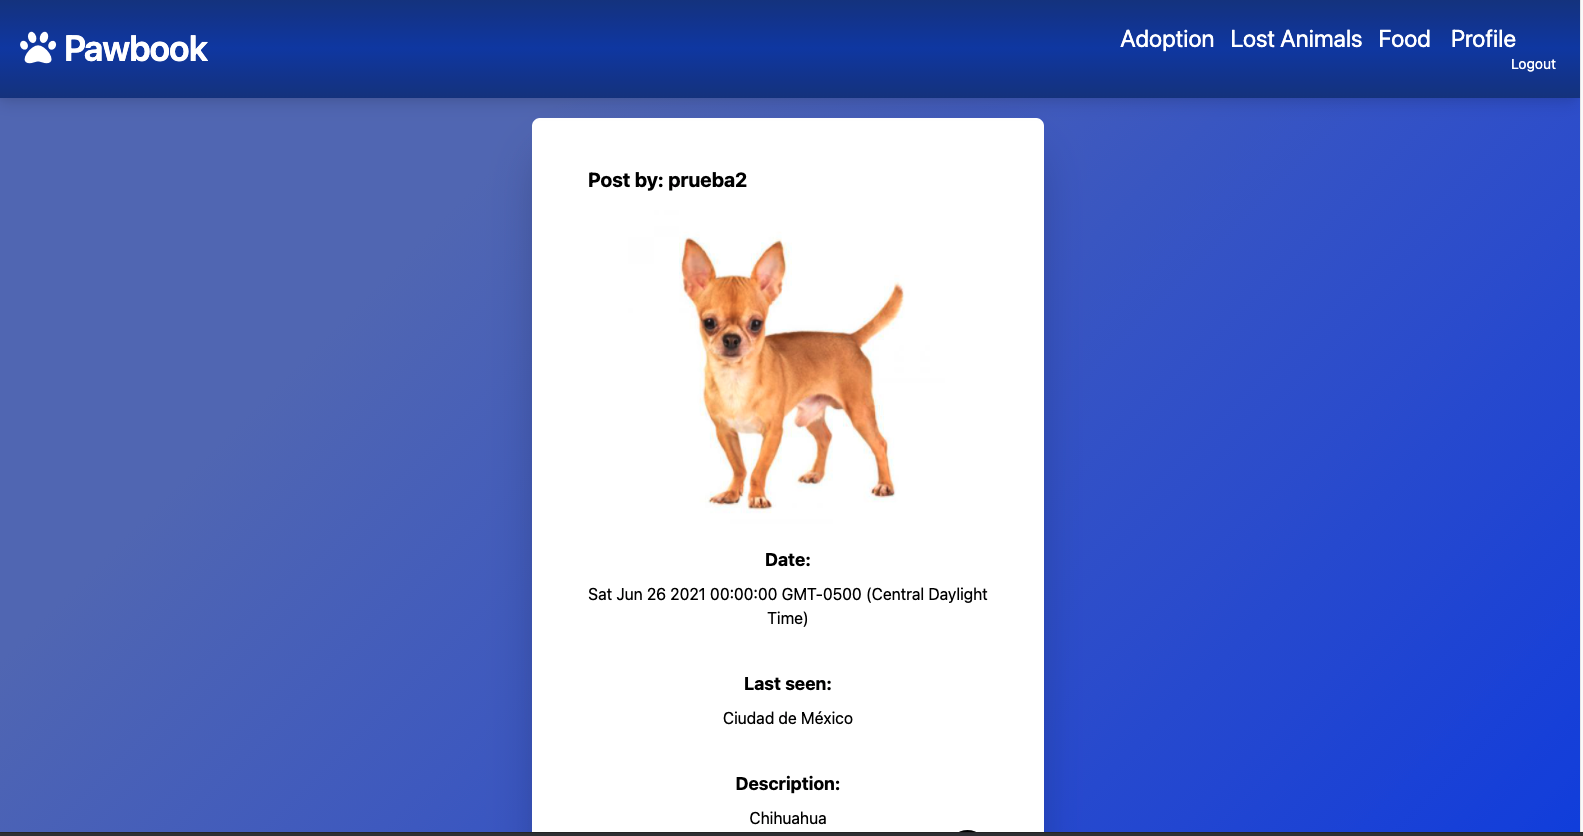 Pawbook
Adoption Lost Animals Food Profile
Logout
Post by: prueba2
Date:
Sat Jun 26 2021 00:00:00 GMT-0500 (Central Daylight
Time)
Last seen:
Ciudad de México
Description:
Chihuahua